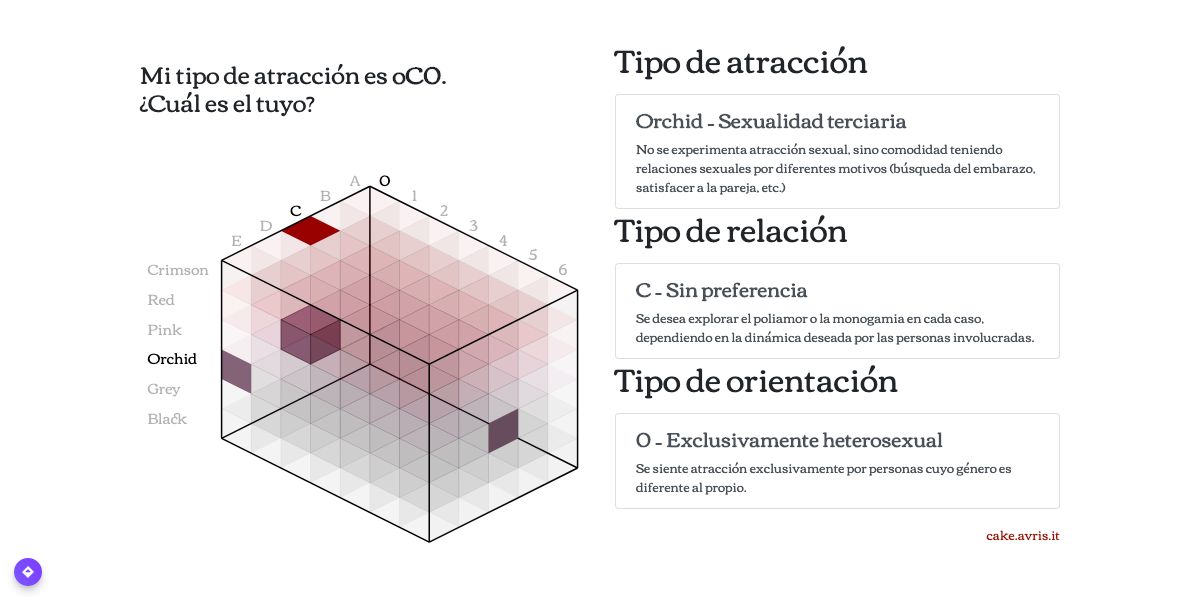 Mi tipo de atracción es oC0.
¿Cuál es el tuyo?
A
0
B
1
C
2
D
3
E
4
5
6
Crimson
Red
Pink
Orchid
Grey
Black
Tipo de atracción
Orchid – Sexualidad terciaria
No se experimenta atracción sexual, sino comodidad teniendo
relaciones sexuales por diferentes motivos (búsqueda del embarazo,
satisfacer a la pareja, etc.)
Tipo de relación
C – Sin preferencia
Se desea explorar el poliamor o la monogamia en cada caso,
dependiendo en la dinámica deseada por las personas involucradas.
Tipo de orientación
0 – Exclusivamente heterosexual
Se siente atracción exclusivamente por personas cuyo género es
diferente al propio.
cake.avris.it